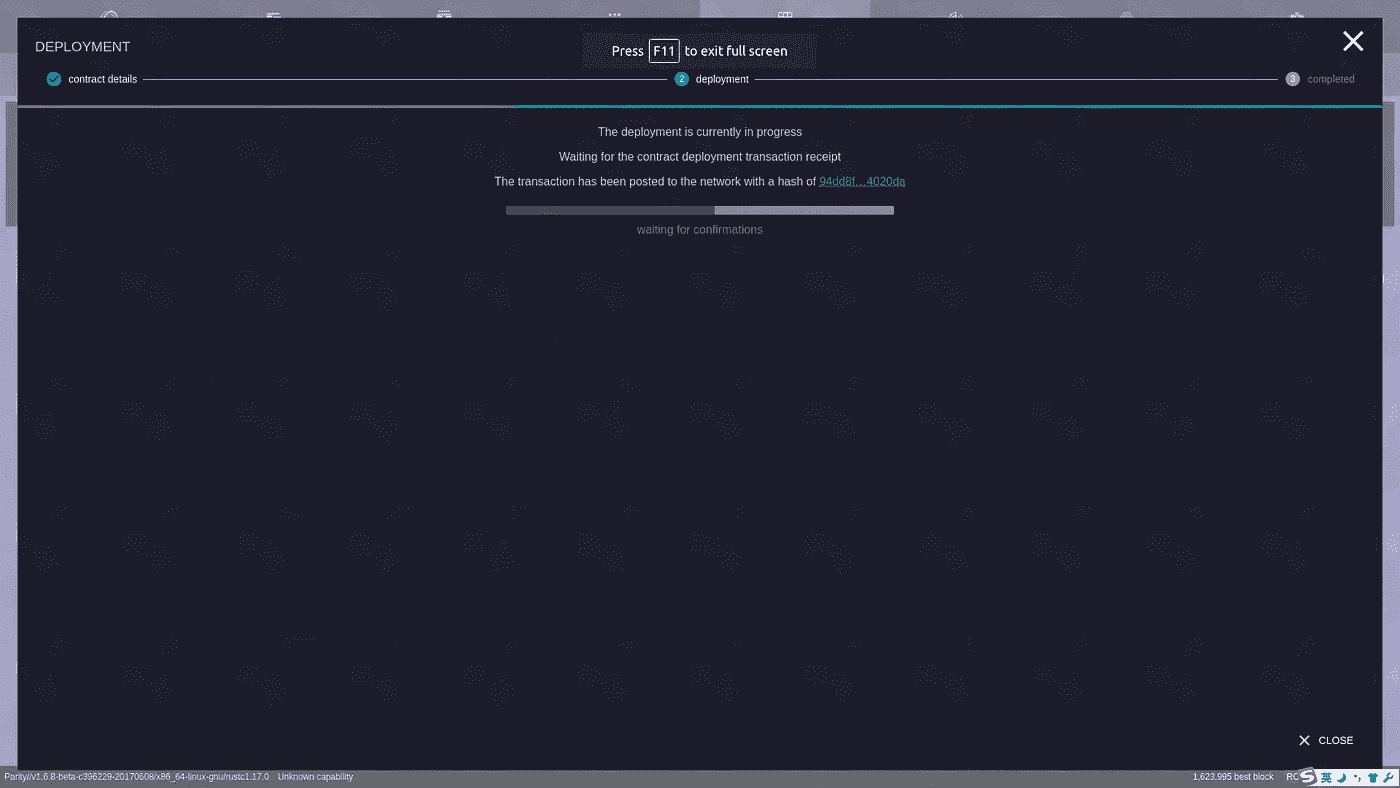 DEPLOYMENT
Press F11 to exit full screen
contract details
2 deployment
3 completed
The deployment is currently in progress
Waiting for the contract deployment transaction receipt
The transaction has been posted to the network with a hash of 94dd8f...4020da
waiting for confirmations
CLOSE
Parity//v1.6.8-beta-c396229-20170608/x86_64-linux-gnu/rustc1.17.0 Unknown capability
1,623,995 best block
英